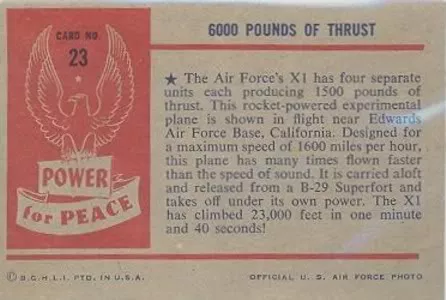 CARD NO.
23
POWER
for PEACE
6000 POUNDS OF THRUST
★ The Air Force's X1 has four separate
units each producing 1500 pounds of
thrust. This rocket-powered experimental
plane is shown in flight near Edwards
Air Force Base, California. Designed for
a maximum speed of 1600 miles per hour,
this plane has many times flown faster
than the speed of sound. It is carried aloft
and released from a B-29 Superfort and
takes off under its own power. The X1
has climbed 23,000 feet in one minute
and 40 seconds!
© B.G.H.L.I. PTD. IN U.S.A.
OFFICIAL U. S. AIR FORCE PHOTO